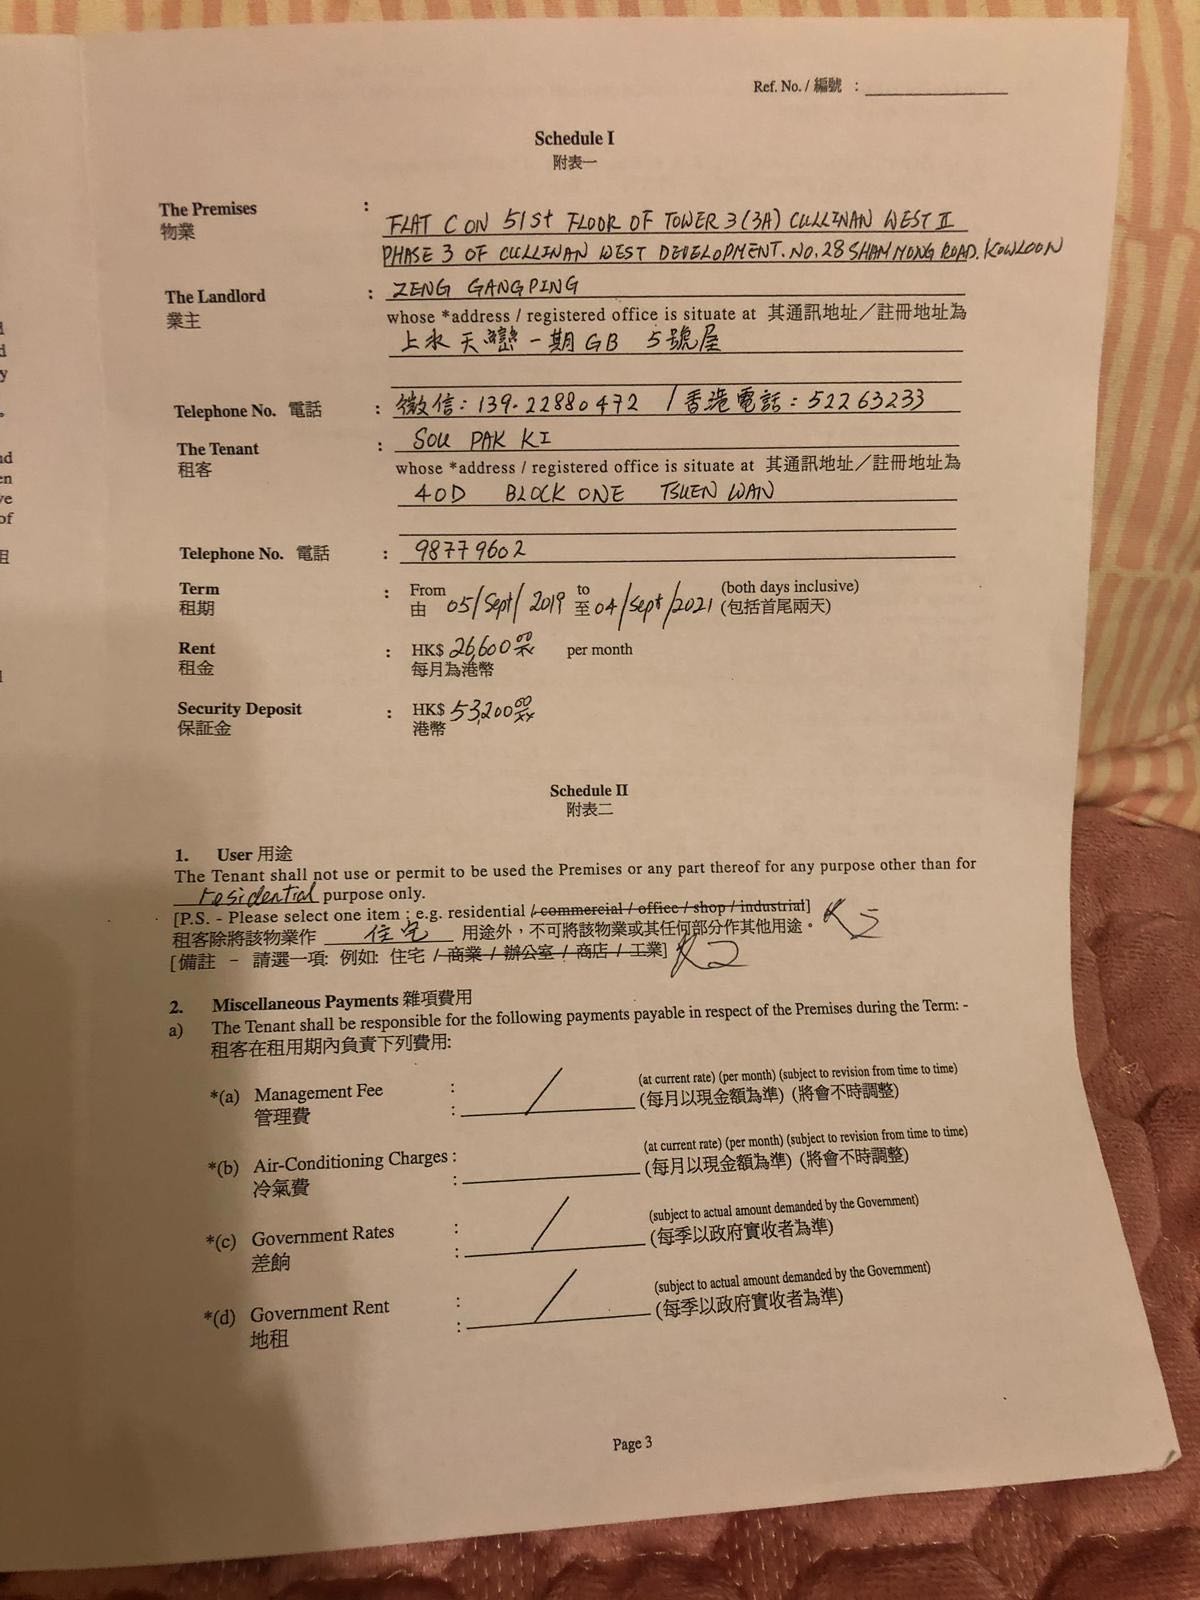 Ref. No. / 編號 :
Schedule I
附表一
The Premises :
物業
FLAT C ON 51st FLOOR OF TOWER 3 (3A) CULLINAN WEST II
PHASE 3 OF CULLINAN WEST DEVELOPMENT. NO. 28 SHAM MONG ROAD. KOWLOON
The Landlord : ZENG GANGPING
業主
whose *address / registered office is situate at 其通訊地址／註冊地址為
上水天巒一期 GB 5號屋
Telephone No. 電話 : 微信: 139.22880472 / 香港電話: 52263233
The Tenant : SOU PAK KI
租客
whose *address / registered office is situate at 其通訊地址／註冊地址為
40D BLOCK ONE TSUEN WAN
Telephone No. 電話 : 98779602
Term : From 05/Sept/2019 to 04/Sept/2021 (both days inclusive)
租期 由 至 (包括首尾兩天)
Rent : HK$ 26,600 00/xx per month
租金 每月為港幣
Security Deposit : HK$ 53,200 00/xx
保証金 港幣
Schedule II
附表二
1. User 用途
The Tenant shall not use or permit to be used the Premises or any part thereof for any purpose other than for
residential purpose only.
[P.S. - Please select one item : e.g. residential / commercial / office / shop / industrial]
租客除將該物業作 住宅 用途外，不可將該物業或其任何部分作其他用途。
[備註 - 請選一項: 例如: 住宅 / 商業 / 辦公室 / 商店 / 工業]
2. Miscellaneous Payments 雜項費用
a) The Tenant shall be responsible for the following payments payable in respect of the Premises during the Term: -
租客在租用期內負責下列費用:
*(a) Management Fee : / (at current rate) (per month) (subject to revision from time to time)
管理費 : (每月以現金額為準) (將會不時調整)
*(b) Air-Conditioning Charges : (at current rate) (per month) (subject to revision from time to time)
冷氣費 : (每月以現金額為準) (將會不時調整)
*(c) Government Rates : / (subject to actual amount demanded by the Government)
差餉 : (每季以政府實收者為準)
*(d) Government Rent : / (subject to actual amount demanded by the Government)
地租 : (每季以政府實收者為準)
Page 3